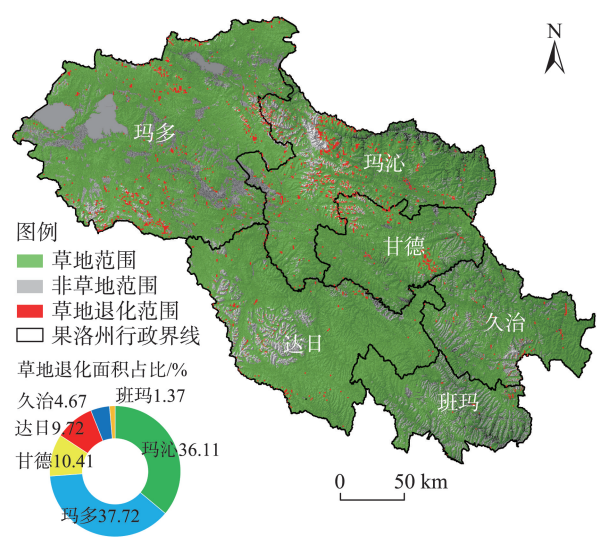 N
玛多
玛沁
甘德
久治
达日
班玛
图例
草地范围
非草地范围
草地退化范围
果洛州行政界线
草地退化面积占比/%
班玛1.37
久治4.67
达日9.72
甘德10.41
玛沁36.11
玛多37.72
0 50 km